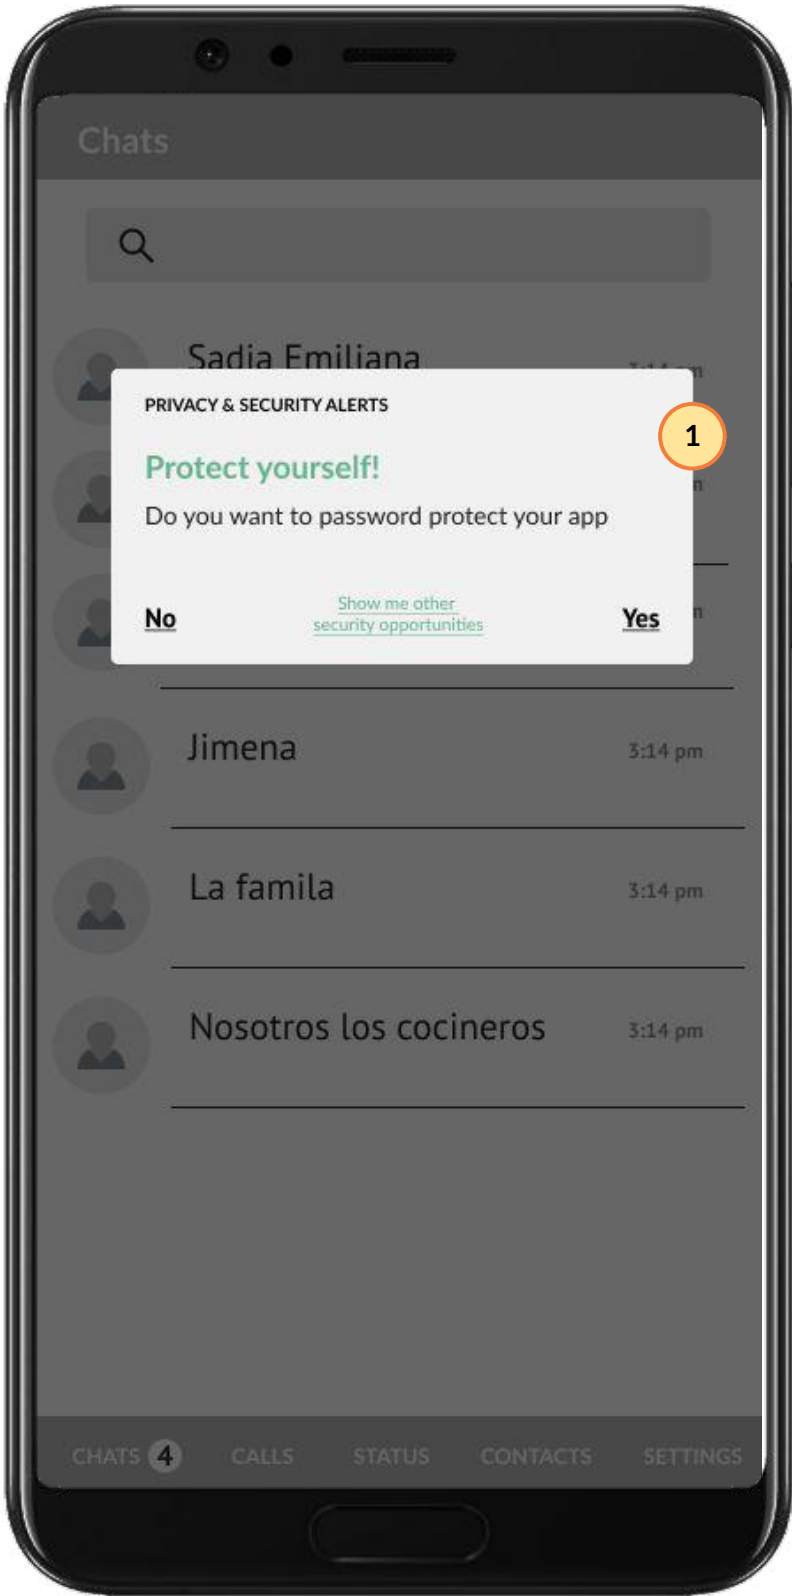 Chats
Sadia Emiliana
PRIVACY & SECURITY ALERTS
1
Protect yourself!
Do you want to password protect your app
No
Show me other
security opportunities
Yes
Jimena 3:14 pm
La famila 3:14 pm
Nosotros los cocineros 3:14 pm
CHATS 4 CALLS STATUS CONTACTS SETTINGS